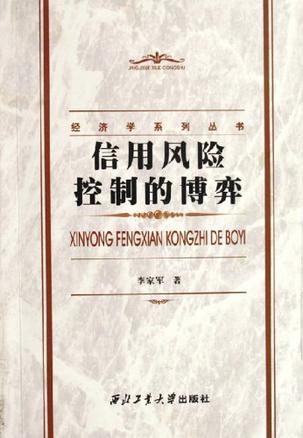 JINGJIXUE XILIE CONGSHU
经济学系列丛书
信用风险
控制的博弈
XINYONG FENGXIAN KONGZHI DE BOYI
李家军 著
西北工业大学出版社